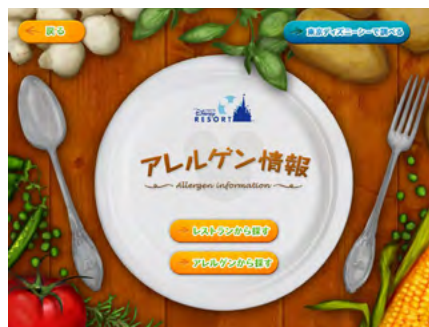 戻る
東京ディズニーシーで調べる
Disney
RESORT
アレルゲン情報
Allergen information
レストランから探す
アレルゲンから探す